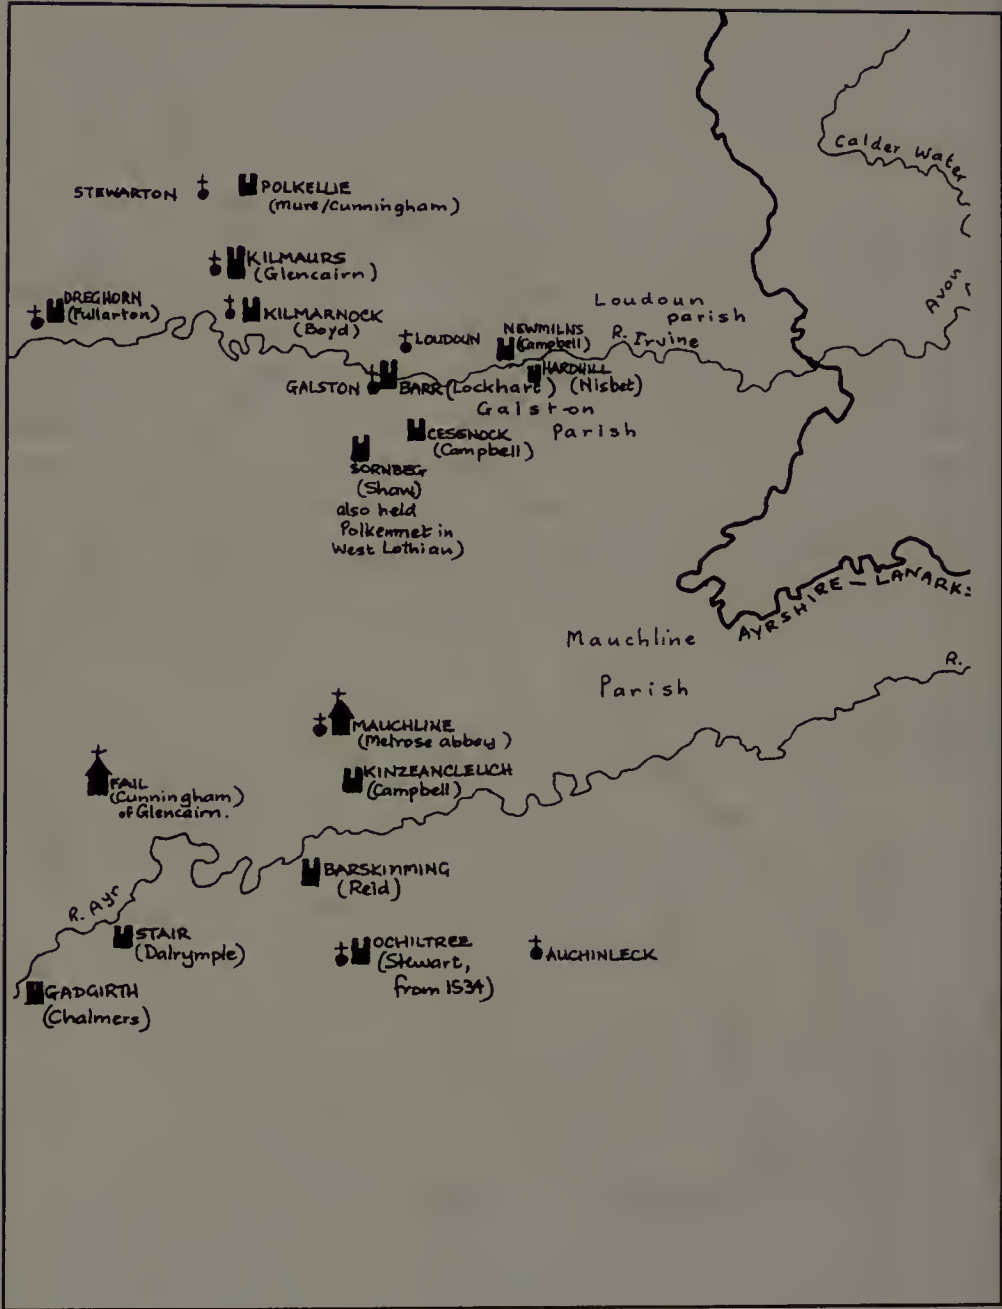 Calder Water
STEWARTON
POLKELLIE
(Mure/Cunningham)
KILMAURS
(Glencairn)
Avon
DREGHORN
(Fullarton)
KILMARNOCK
(Boyd)
Loudoun
parish
R. Irvine
LOUDOUN
NEWMILNS
(Campbell)
HARDHILL
(Nisbet)
GALSTON
BARR (Lockhart)
Galston
Parish
CESSNOCK
(Campbell)
SORNBEG
(Shaw)
also held
Polkemmet in
West Lothian)
AYRSHIRE - LANARK:
Mauchline
Parish
R.
MAUCHLINE
(Melrose abbey)
KINZEANCLEUCH
(Campbell)
FAIL
(Cunningham)
of Glencairn.
BARSKIMMING
(Reid)
R. Ayr
STAIR
(Dalrymple)
OCHILTREE
(Stewart,
from 1534)
AUCHINLECK
GADGIRTH
(Chalmers)